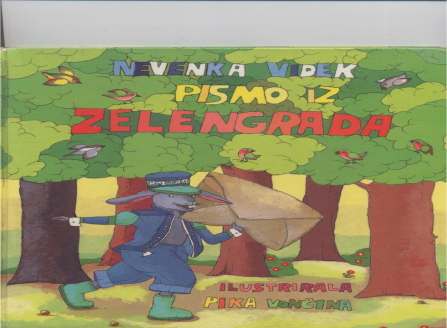 NEVENKA VIDEK
PISMO IZ
ZELENGRADA
ILUSTRIRALA
PIKA VONČINA